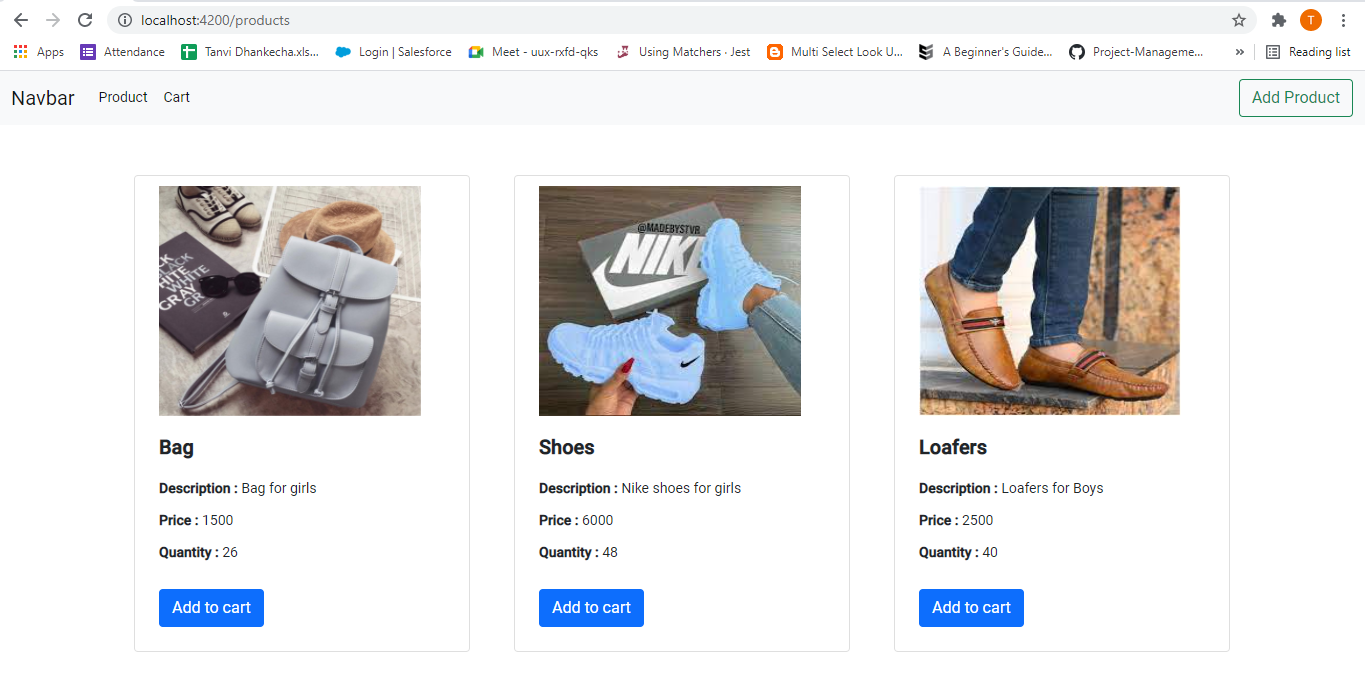 localhost:4200/products
T
Apps
Attendance
Tanvi Dhankecha.xls...
Login | Salesforce
Meet - uux-rxfd-qks
Using Matchers · Jest
Multi Select Look U...
A Beginner's Guide...
Project-Manageme...
»
Reading list
Navbar
Product
Cart
Add Product
BLACK
WHITE
GRAY
@MADEBYSTVR
NIKE
Bag
Description : Bag for girls
Price : 1500
Quantity : 26
Add to cart
Shoes
Description : Nike shoes for girls
Price : 6000
Quantity : 48
Add to cart
Loafers
Description : Loafers for Boys
Price : 2500
Quantity : 40
Add to cart